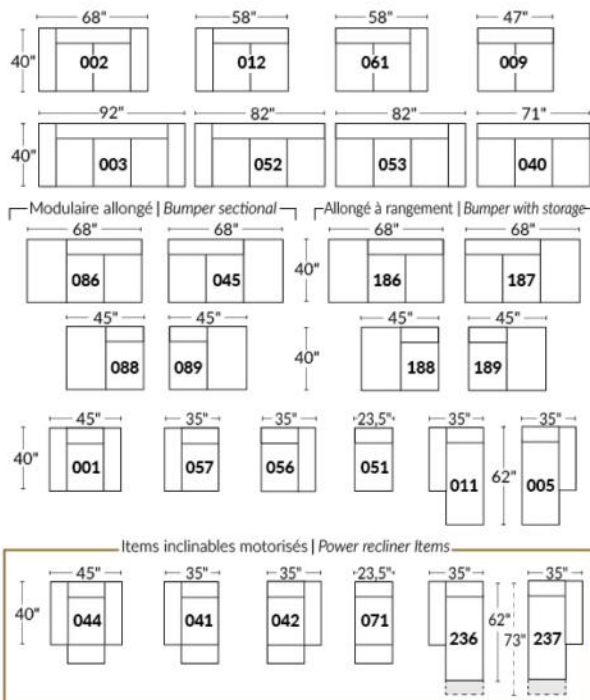 68" 58" 58" 47"
40" 002 012 061 009
92" 82" 82" 71"
40" 003 052 053 040
Modulaire allongé | Bumper sectional Allongé à rangement | Bumper with storage
68" 68" 68" 68"
086 045 40" 186 187
45" 45" 45" 45"
088 089 40" 188 189
45" 35" 35" 23,5" 35" 35"
40" 001 057 056 051 011 62" 005
Items inclinables motorisés | Power recliner Items
45" 35" 35" 23,5" 35" 35"
40" 044 041 042 071 236 62" 73" 237